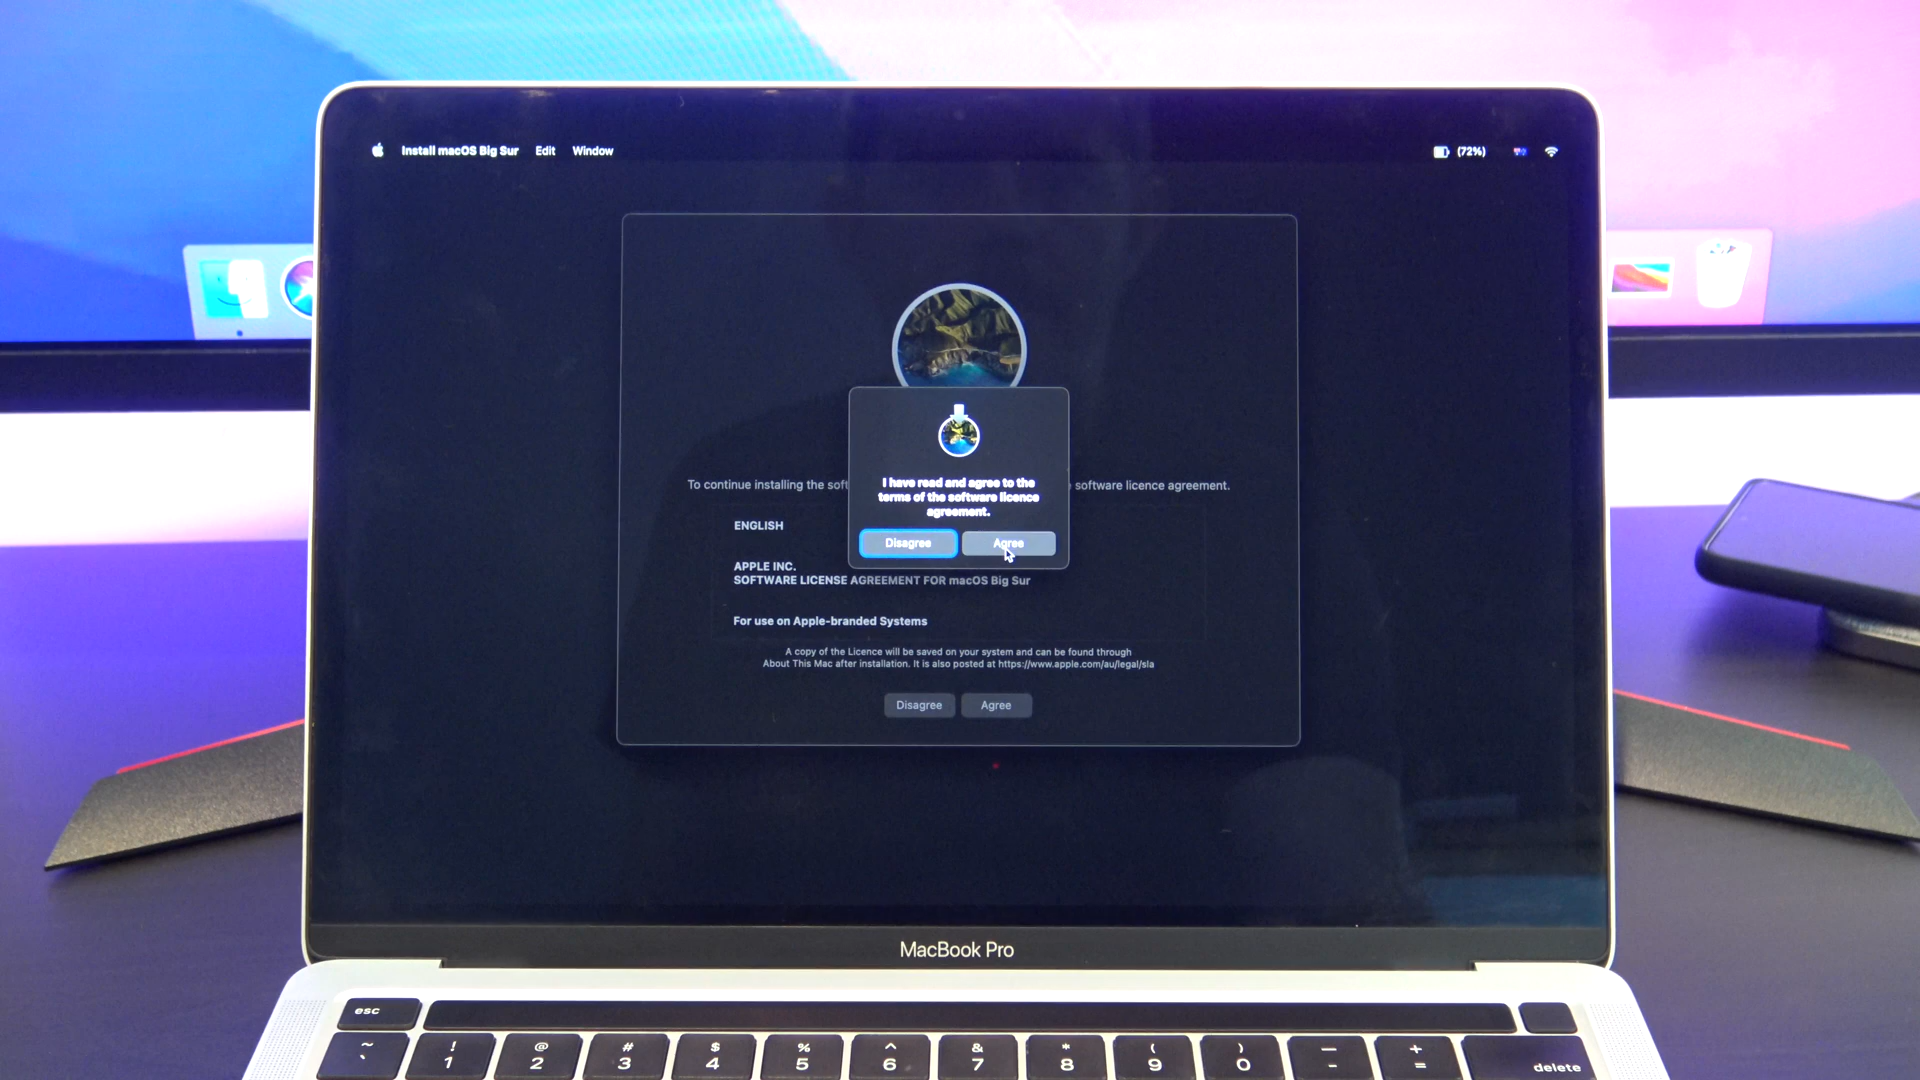 Install macOS Big Sur Edit Window (72%)
I have read and agree to the
terms of the software licence
agreement.
Disagree Agree
To continue installing the soft software licence agreement.
ENGLISH
APPLE INC.
SOFTWARE LICENSE AGREEMENT FOR macOS Big Sur
For use on Apple-branded Systems
A copy of the Licence will be saved on your system and can be found through
About This Mac after installation. It is also posted at https://www.apple.com/au/legal/sla
Disagree Agree
MacBook Pro
esc
~ ! @ # $ % ^ & * ( ) — +
` 1 2 3 4 5 6 7 8 9 0 - = delete